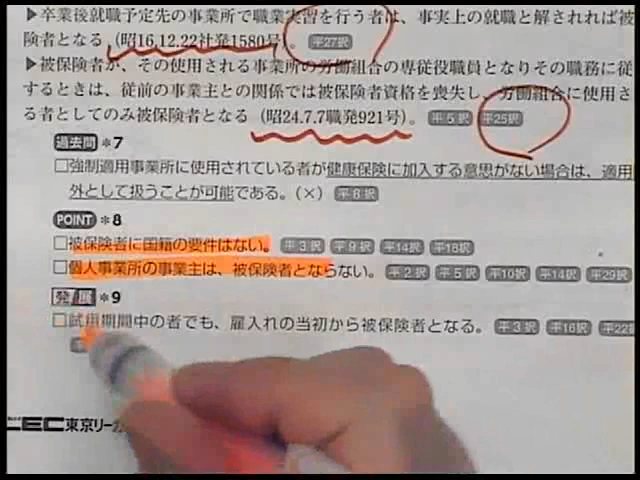 ▶卒業後就職予定先の事業所で職業実習を行う者は、事実上の就職と解されれば被
険者となる(昭16.12.22社発1580号)。 平27択
▶被保険者が、その使用される事業所の労働組合の専従役職員となりその職務に従
するときは、従前の事業主との関係では被保険者資格を喪失し、労働組合に使用さ
る者としてのみ被保険者となる (昭24.7.7職発921号)。 平5択 平25択
過去問 *7
□強制適用事業所に使用されている者が健康保険に加入する意思がない場合は、適用
外として扱うことが可能である。(×) 平8択
POINT *8
□被保険者に国籍の要件はない。 平3択 平9択 平14択 平18択
□個人事業所の事業主は、被保険者とならない。 平2択 平5択 平10択 平14択 平29択
発展 *9
□試用期間中の者でも、雇入れの当初から被保険者となる。 平3択 平16択 平22
LEC東京リーガ